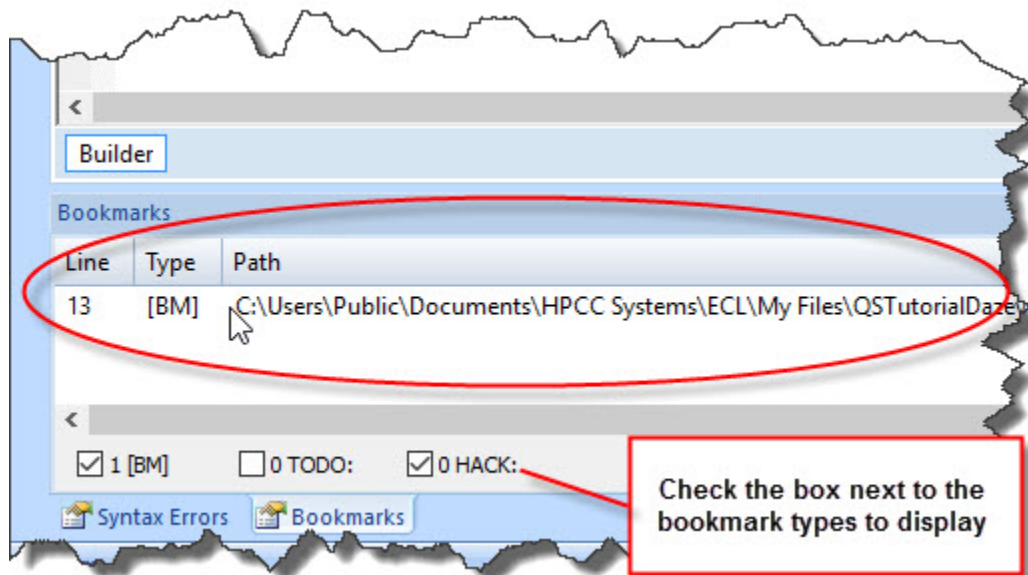 Builder
Bookmarks
Line Type Path
13 [BM] C:\Users\Public\Documents\HPCC Systems\ECL\My Files\QSTutorialDaze
1 [BM] 0 TODO: 0 HACK:
Check the box next to the
bookmark types to display
Syntax Errors Bookmarks